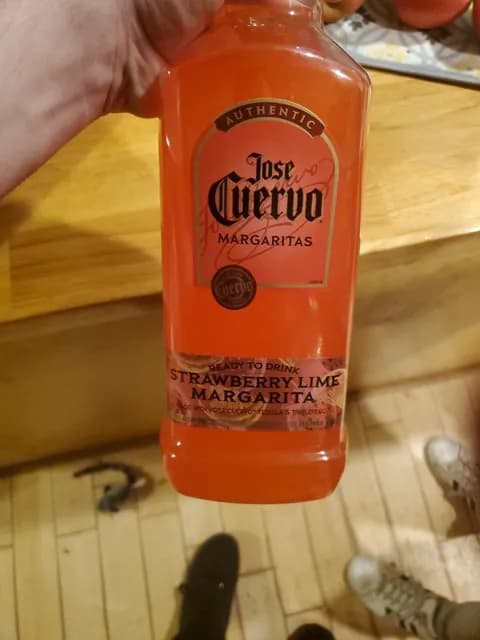 AUTHENTIC
Jose
Cuervo
MARGARITAS
Cuervo
READY TO DRINK
STRAWBERRY LIME
MARGARITA